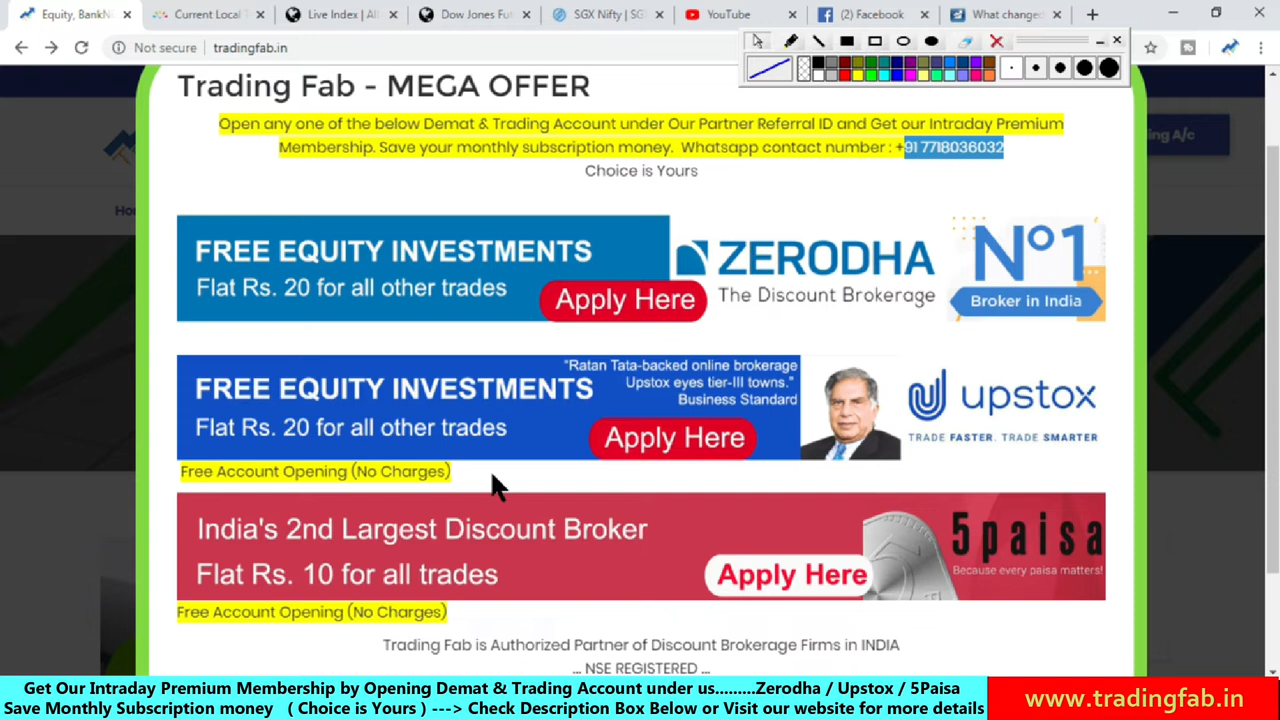 Equity, BankN
Current Local T
Live Index | All
Dow Jones Fut
SGX Nifty | SG
YouTube
(2) Facebook
What changed
Not secure
tradingfab.in
Trading Fab - MEGA OFFER
Open any one of the below Demat & Trading Account under Our Partner Referral ID and Get our Intraday Premium
Membership. Save your monthly subscription money. Whatsapp contact number : +91 7718036032
Choice is Yours
ing A/c
Ho
FREE EQUITY INVESTMENTS
Flat Rs. 20 for all other trades
Apply Here
ZERODHA
The Discount Brokerage
Nº1
Broker in India
FREE EQUITY INVESTMENTS
Flat Rs. 20 for all other trades
"Ratan Tata-backed online brokerage
Upstox eyes tier-III towns."
Business Standard
Apply Here
upstox
TRADE FASTER. TRADE SMARTER
Free Account Opening (No Charges)
India's 2nd Largest Discount Broker
Flat Rs. 10 for all trades
Apply Here
5paisa
Because every paisa matters!
Free Account Opening (No Charges)
Trading Fab is Authorized Partner of Discount Brokerage Firms in INDIA
... NSE REGISTERED ...
Get Our Intraday Premium Membership by Opening Demat & Trading Account under us.........Zerodha / Upstox / 5Paisa
Save Monthly Subscription money ( Choice is Yours ) ---> Check Description Box Below or Visit our website for more details
www.tradingfab.in